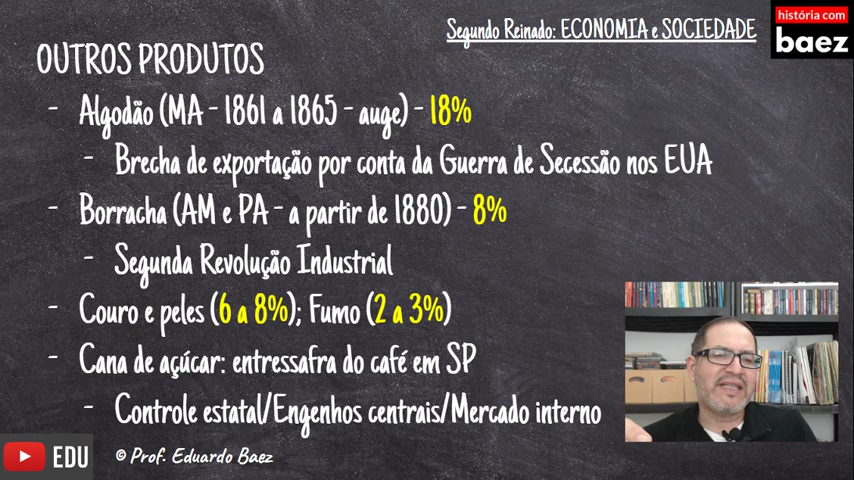 Segundo Reinado: ECONOMIA e SOCIEDADE
história com
baez
OUTROS PRODUTOS
- Algodão (MA - 1861 a 1865 - auge) - 18%
- Brecha de exportação por conta da Guerra de Secessão nos EUA
- Borracha (AM e PA - a partir de 1880) - 8%
- Segunda Revolução Industrial
- Couro e peles (6 a 8%); Fumo (2 a 3%)
- Cana de açúcar: entressafra do café em SP
- Controle estatal/Engenhos centrais/Mercado interno
EDU
© Prof. Eduardo Baez